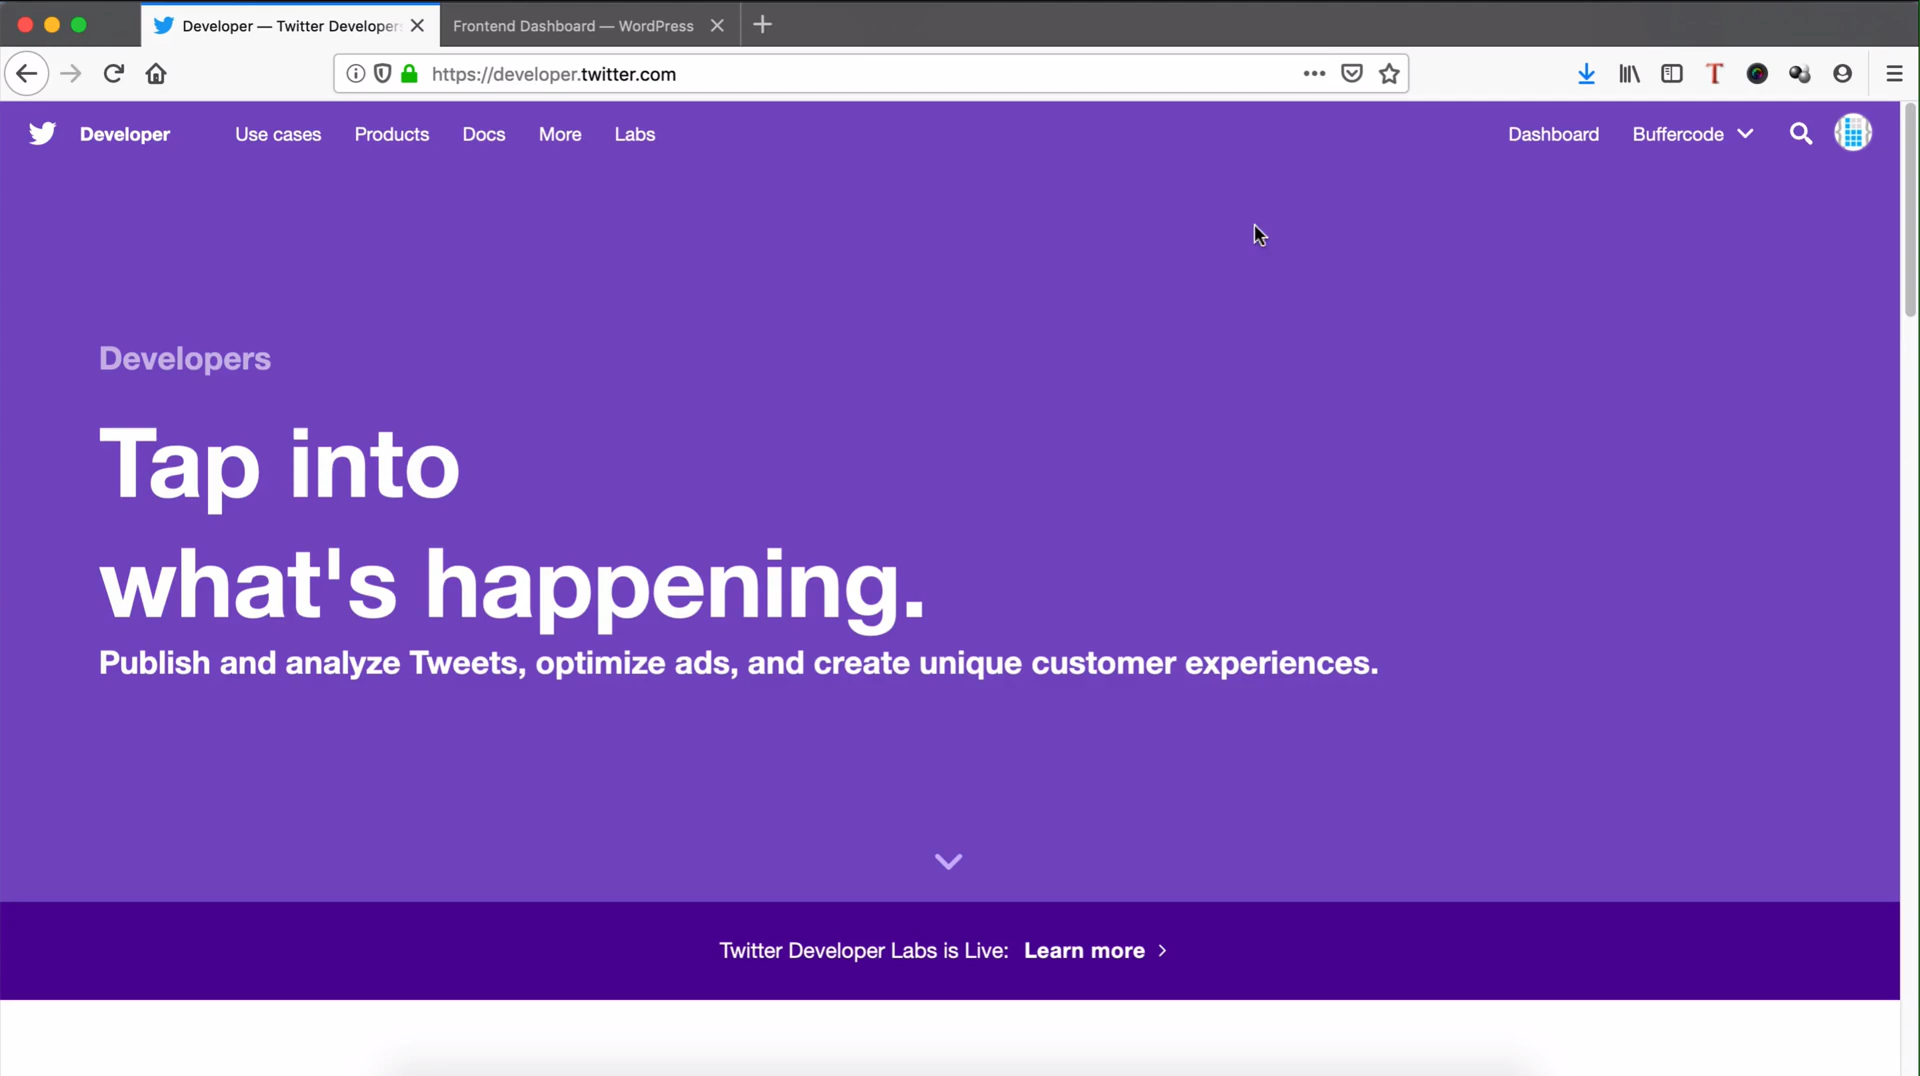 Developer — Twitter Developers
Frontend Dashboard — WordPress
https://developer.twitter.com
Developer
Use cases
Products
Docs
More
Labs
Dashboard
Buffercode
Developers
Tap into
what's happening.
Publish and analyze Tweets, optimize ads, and create unique customer experiences.
Twitter Developer Labs is Live: Learn more